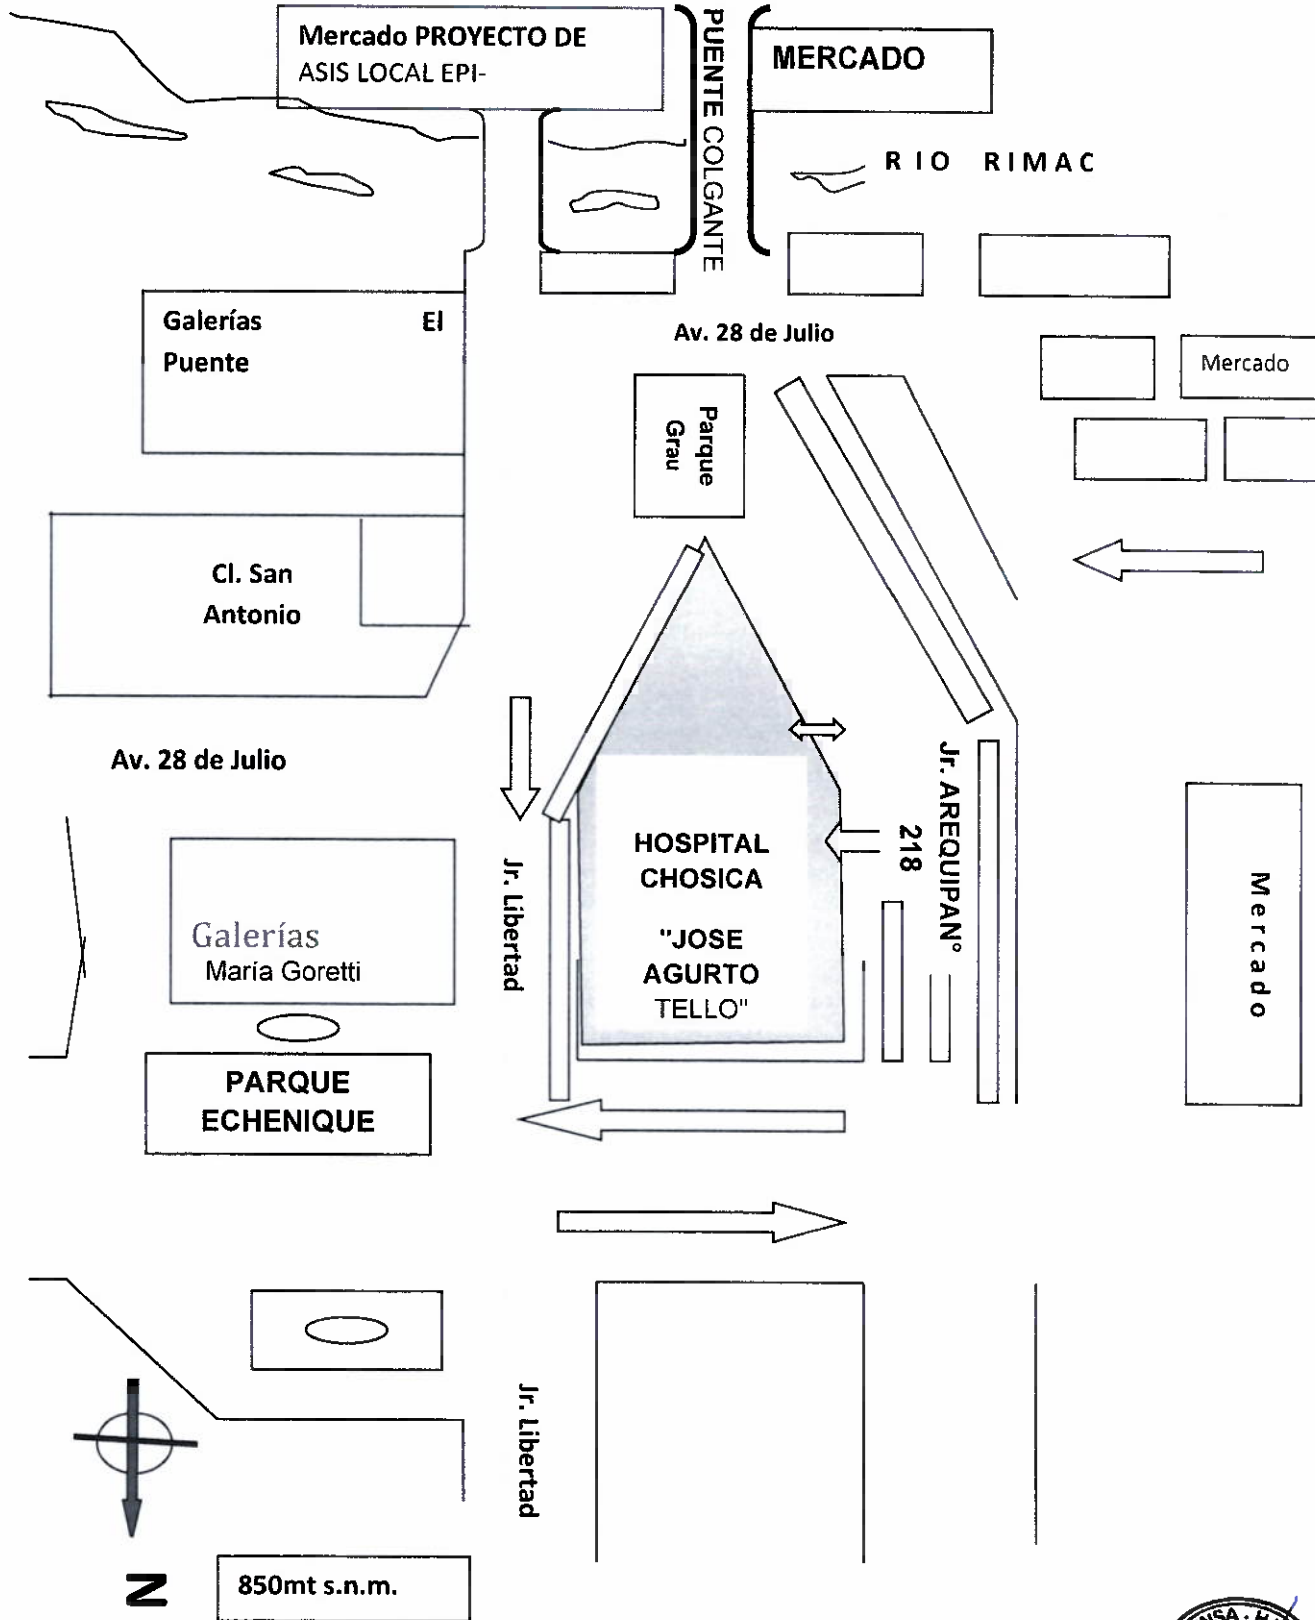 Mercado PROYECTO DE
ASIS LOCAL EPI-
PUENTE COLGANTE
MERCADO
RIO RIMAC
Galerías El
Puente
Av. 28 de Julio
Mercado
Parque
Grau
Cl. San
Antonio
Av. 28 de Julio
Jr. AREQUIPAN°
218
HOSPITAL
CHOSICA
"JOSE
AGURTO
TELLO"
Jr. Libertad
Mercado
Galerías
María Goretti
PARQUE
ECHENIQUE
Jr. Libertad
N
850mt s.n.m.